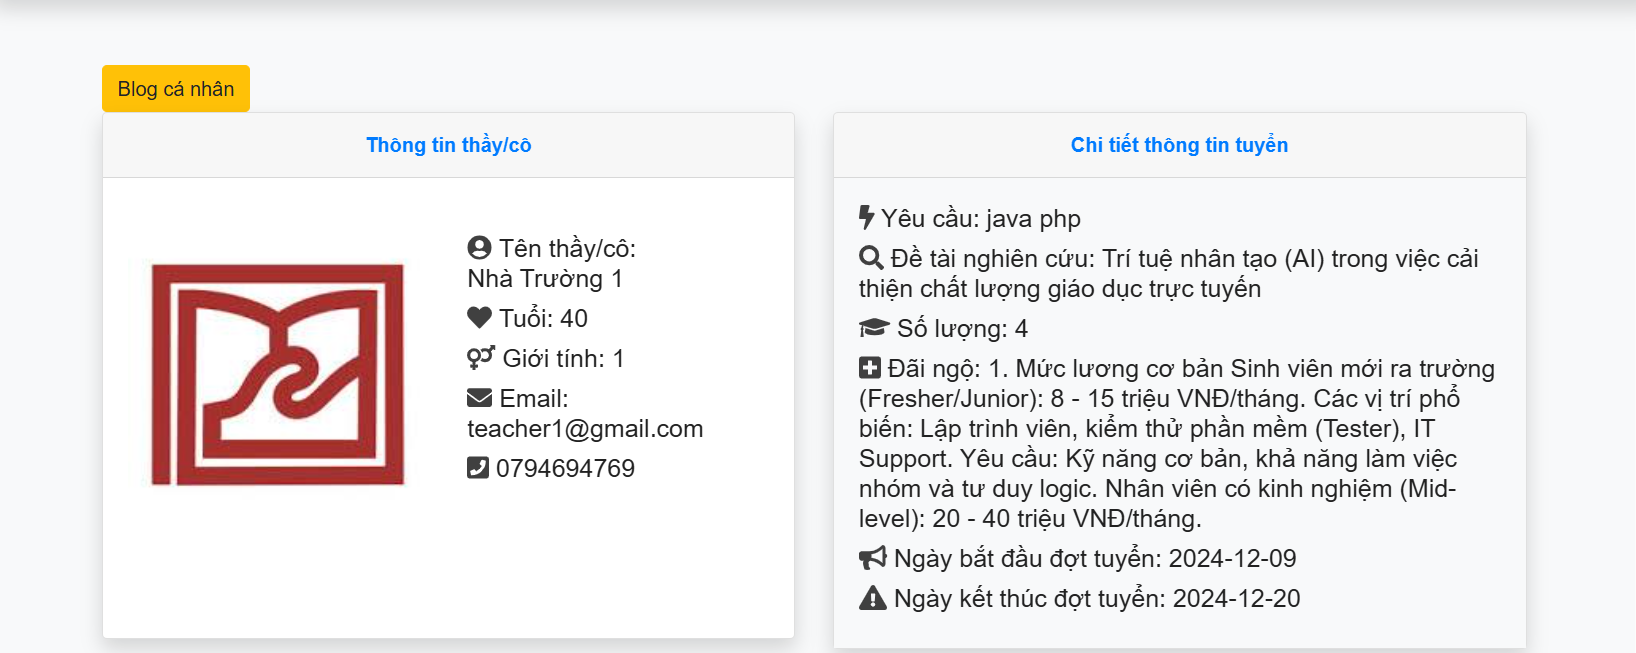 Blog cá nhân
Thông tin thầy/cô
Tên thầy/cô:
Nhà Trường 1
Tuổi: 40
Giới tính: 1
Email:
teacher1@gmail.com
0794694769
Chi tiết thông tin tuyển
Yêu cầu: java php
Đề tài nghiên cứu: Trí tuệ nhân tạo (AI) trong việc cải
thiện chất lượng giáo dục trực tuyến
Số lượng: 4
Đãi ngộ: 1. Mức lương cơ bản Sinh viên mới ra trường
(Fresher/Junior): 8 - 15 triệu VNĐ/tháng. Các vị trí phổ
biến: Lập trình viên, kiểm thử phần mềm (Tester), IT
Support. Yêu cầu: Kỹ năng cơ bản, khả năng làm việc
nhóm và tư duy logic. Nhân viên có kinh nghiệm (Mid-
level): 20 - 40 triệu VNĐ/tháng.
Ngày bắt đầu đợt tuyển: 2024-12-09
Ngày kết thúc đợt tuyển: 2024-12-20